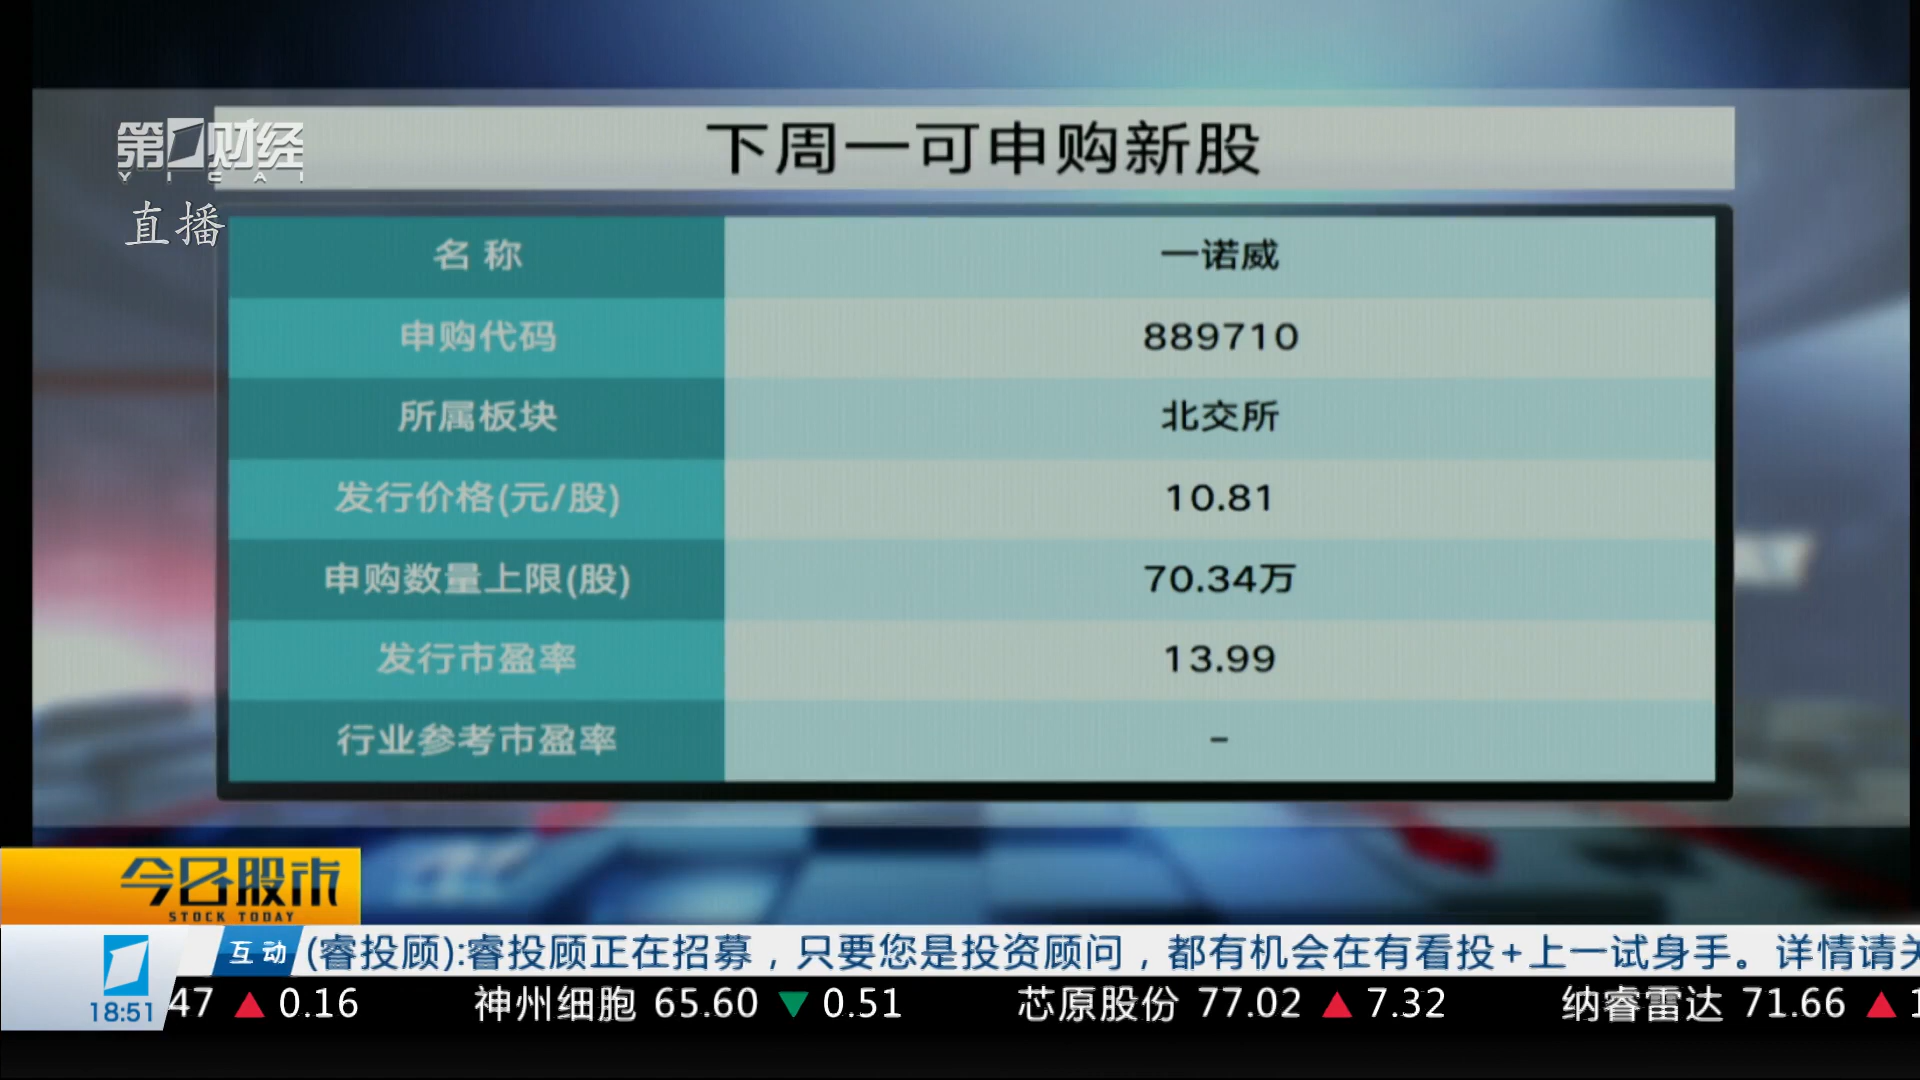 第1财经
YICAI
直播
下周一可申购新股
名称 一诺威
申购代码 889710
所属板块 北交所
发行价格(元/股) 10.81
申购数量上限(股) 70.34万
发行市盈率 13.99
行业参考市盈率 -
今日股市
STOCK TODAY
互动 (睿投顾):睿投顾正在招募，只要您是投资顾问，都有机会在有看投+上一试身手。详情请关
18:51 47 ▲ 0.16 神州细胞 65.60 ▼ 0.51 芯原股份 77.02 ▲ 7.32 纳睿雷达 71.66 ▲